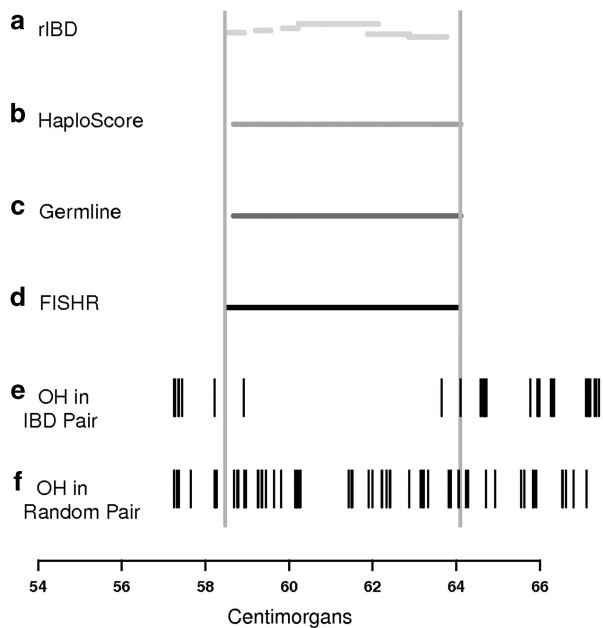 a rIBD
b HaploScore
c Germline
d FISHR
e OH in
IBD Pair
f OH in
Random Pair
54 56 58 60 62 64 66
Centimorgans